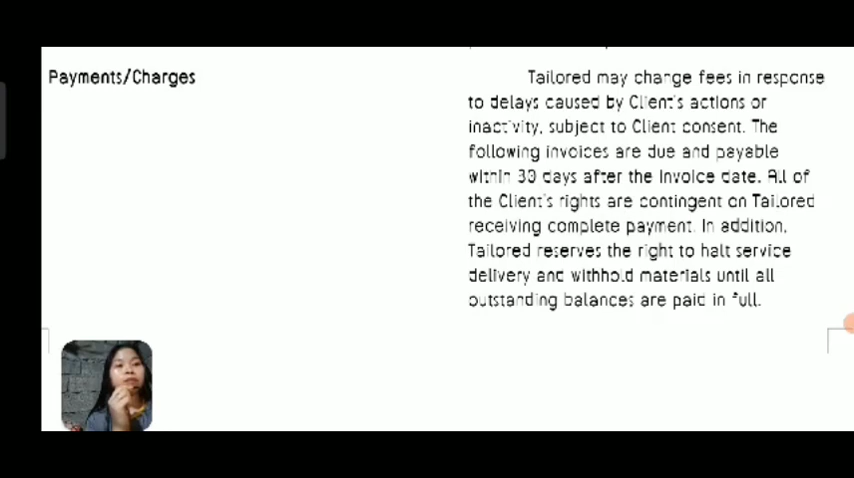 Payments/Charges
Tailored may change fees in response
to delays caused by Client's actions or
inactivity, subject to Client consent. The
following invoices are due and payable
within 30 days after the invoice date. All of
the Client's rights are contingent on Tailored
receiving complete payment. In addition,
Tailored reserves the right to halt service
delivery and withhold materials until all
outstanding balances are paid in full.